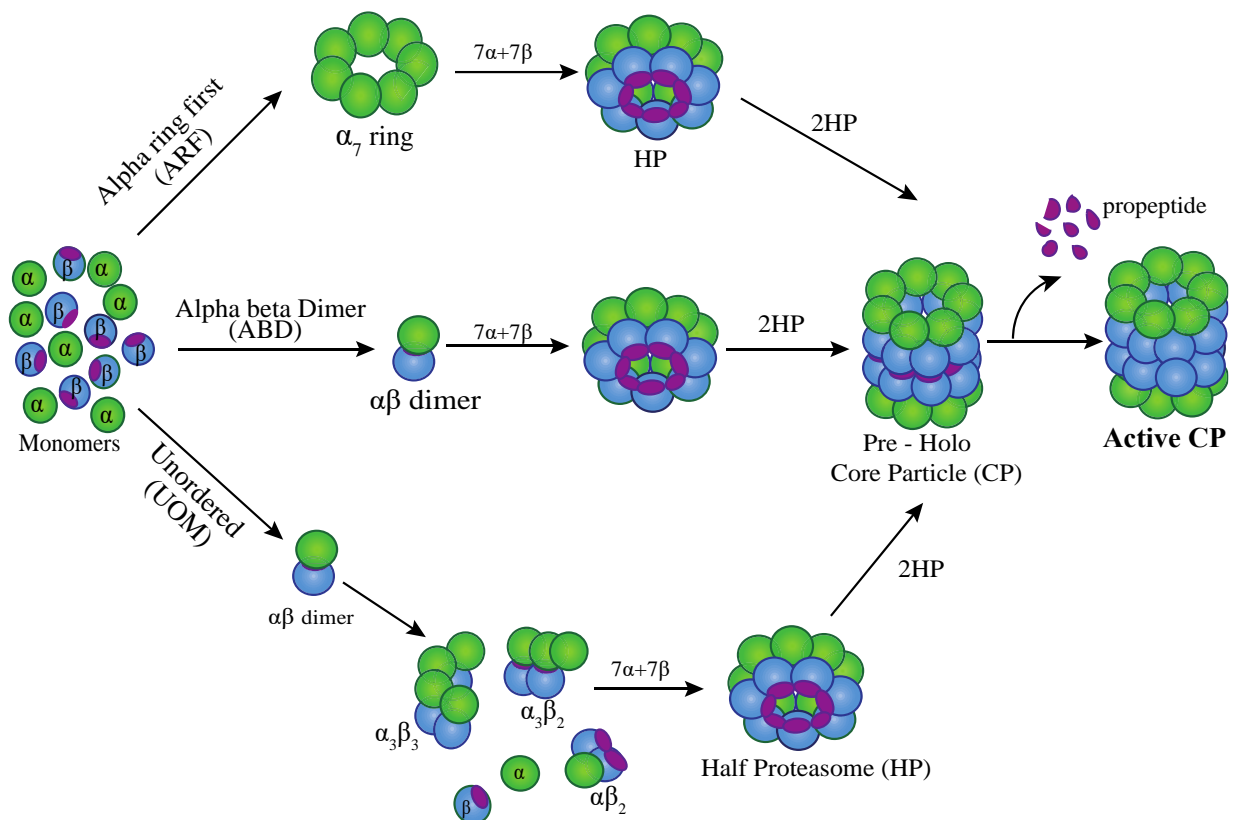 Alpha ring first
(ARF)
α₇ ring
7α+7β
HP
2HP
propeptide
α
β
α
α
α
β
α
α
β
β
α
β
β
β
α
α
Monomers
Alpha beta Dimer
(ABD)
αβ dimer
7α+7β
2HP
Pre - Holo
Core Particle (CP)
Active CP
Unordered
(UOM)
αβ dimer
α₃β₃
α₃β₂
α
β
αβ₂
7α+7β
Half Proteasome (HP)
2HP